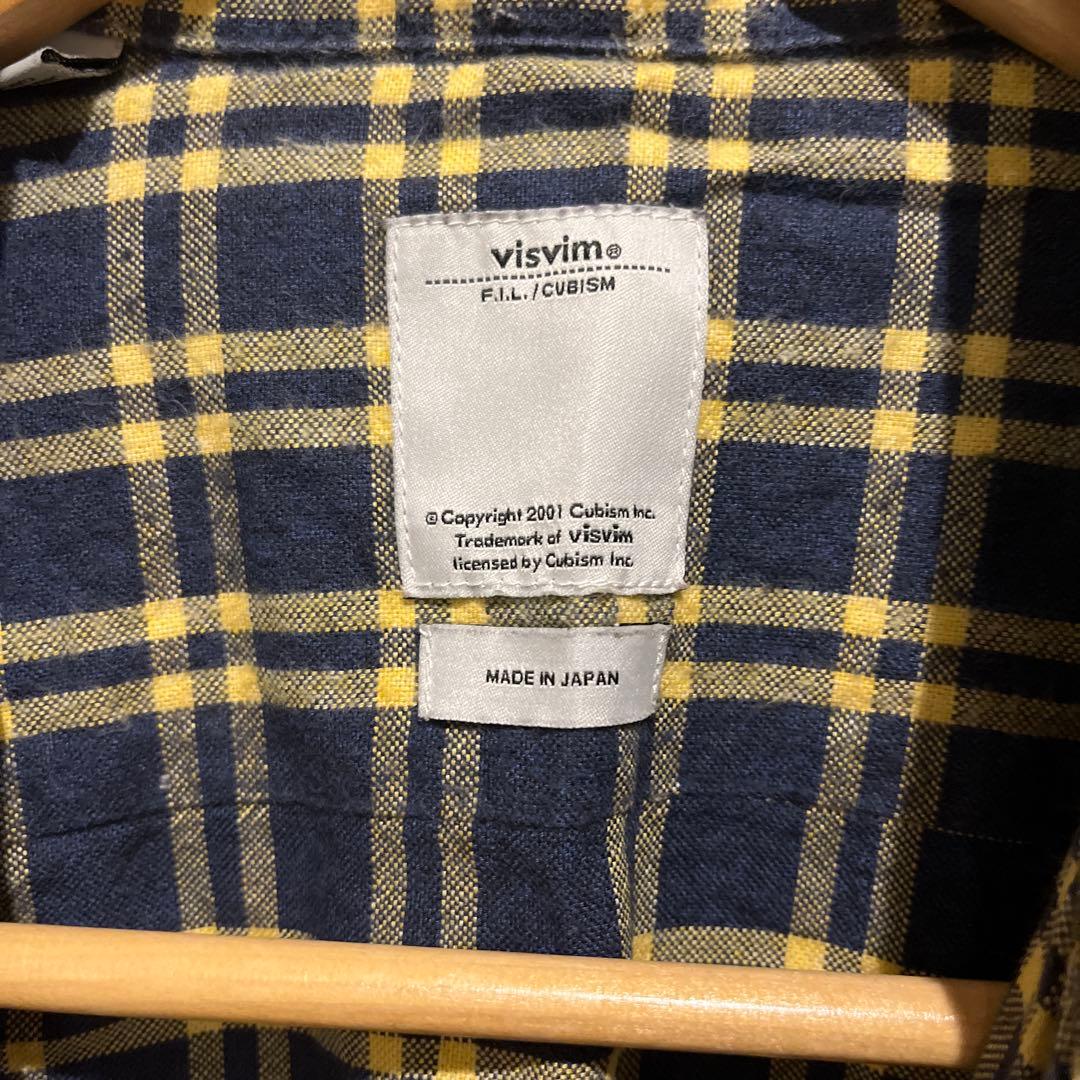 visvim®
F.I.L./CUBISM
© Copyright 2001 Cubism Inc.
Trademark of visvim
licensed by Cubism Inc.
MADE IN JAPAN